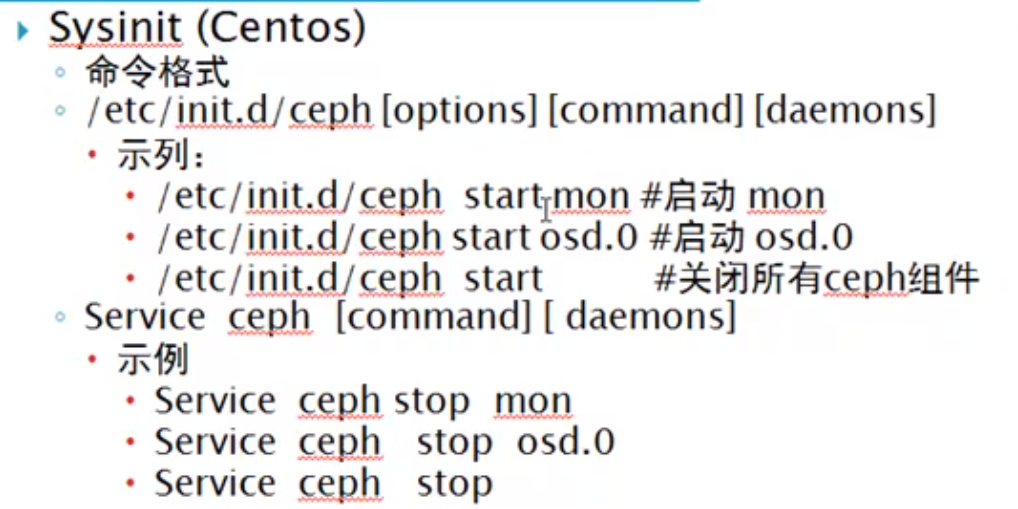 Sysinit (Centos)
命令格式
/etc/init.d/ceph [options] [command] [daemons]
示列：
/etc/init.d/ceph start mon #启动 mon
/etc/init.d/ceph start osd.0 #启动 osd.0
/etc/init.d/ceph start #关闭所有ceph组件
Service ceph [command] [ daemons]
示例
Service ceph stop mon
Service ceph stop osd.0
Service ceph stop